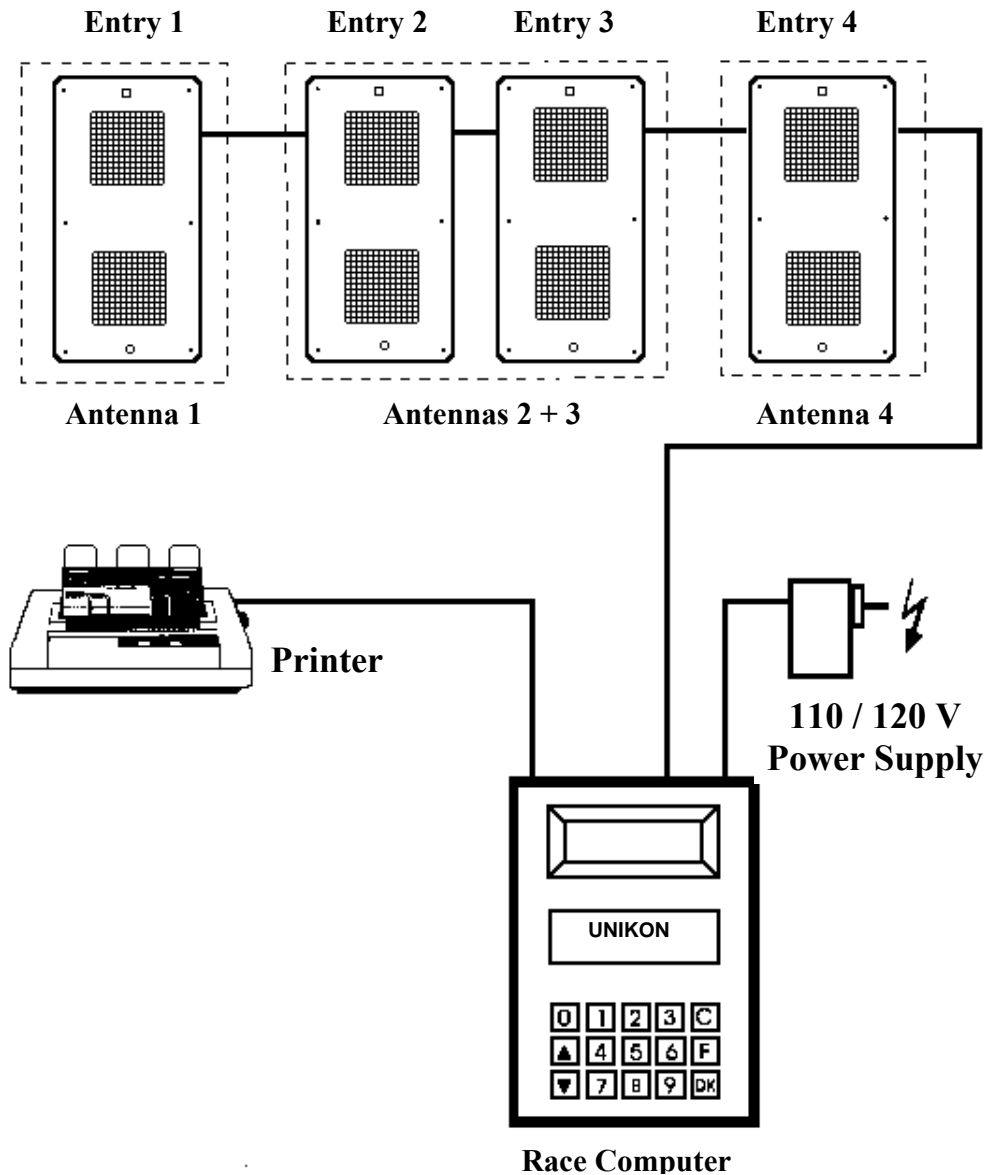 Entry 1 Entry 2 Entry 3 Entry 4
Antenna 1 Antennas 2 + 3 Antenna 4
Printer
110 / 120 V
Power Supply
UNIKON
0 1 2 3 C
▲ 4 5 6 F
▼ 7 8 9 OK
Race Computer